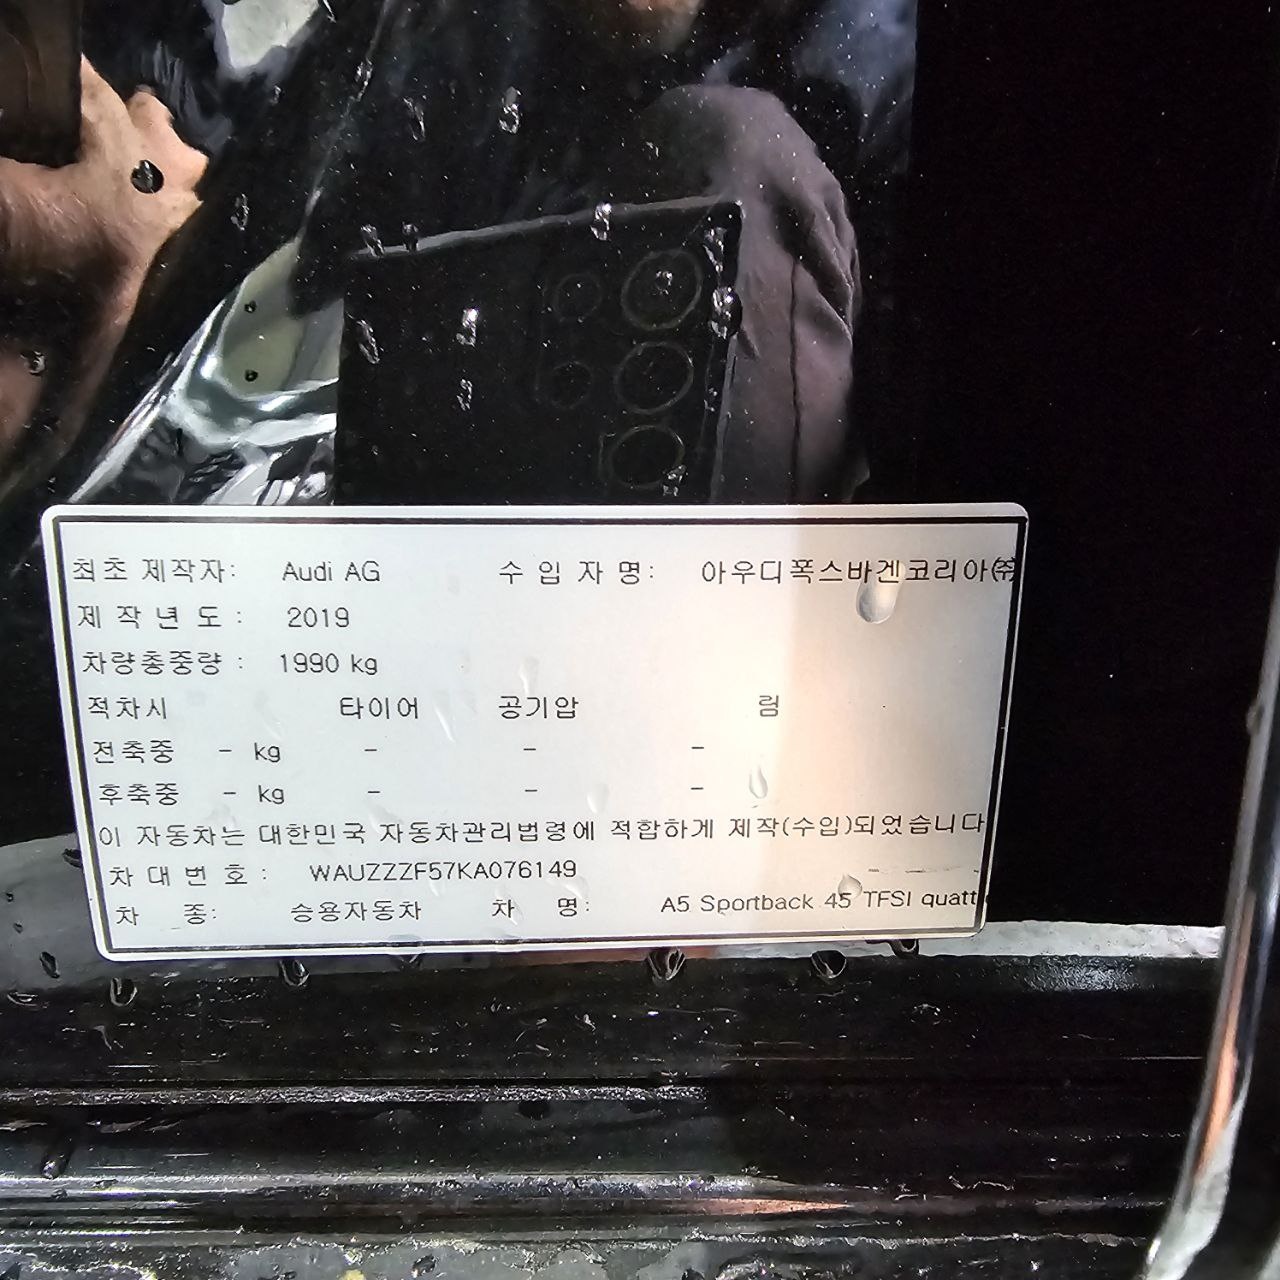 최초 제작자: Audi AG 수 입 자 명: 아우디폭스바겐코리아㈜
제 작 년 도 : 2019
차량총중량 : 1990 kg
적차시 타이어 공기압 림
전축중 - kg - - -
후축중 - kg - - -
이 자동차는 대한민국 자동차관리법령에 적합하게 제작(수입)되었습니다
차 대 번 호 : WAUZZZF57KA076149
차 종: 승용자동차 차 명: A5 Sportback 45 TFSI quatt